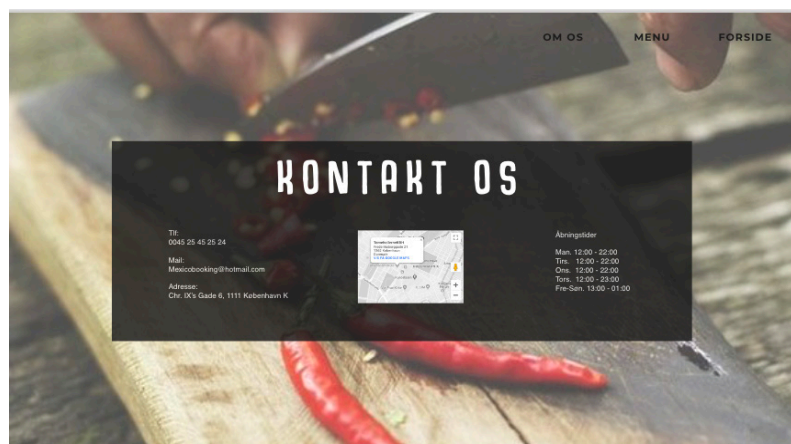 OM OS
MENU
FORSIDE
KONTAKT OS
Tlf:
0045 25 45 25 24
Mail:
Mexicobooking@hotmail.com
Adresse:
Chr. IX's Gade 6, 1111 København K
Åbningstider
Man. 12:00 - 22:00
Tirs. 12:00 - 22:00
Ons. 12:00 - 22:00
Tors. 12:00 - 23:00
Fre-Søn. 13:00 - 01:00